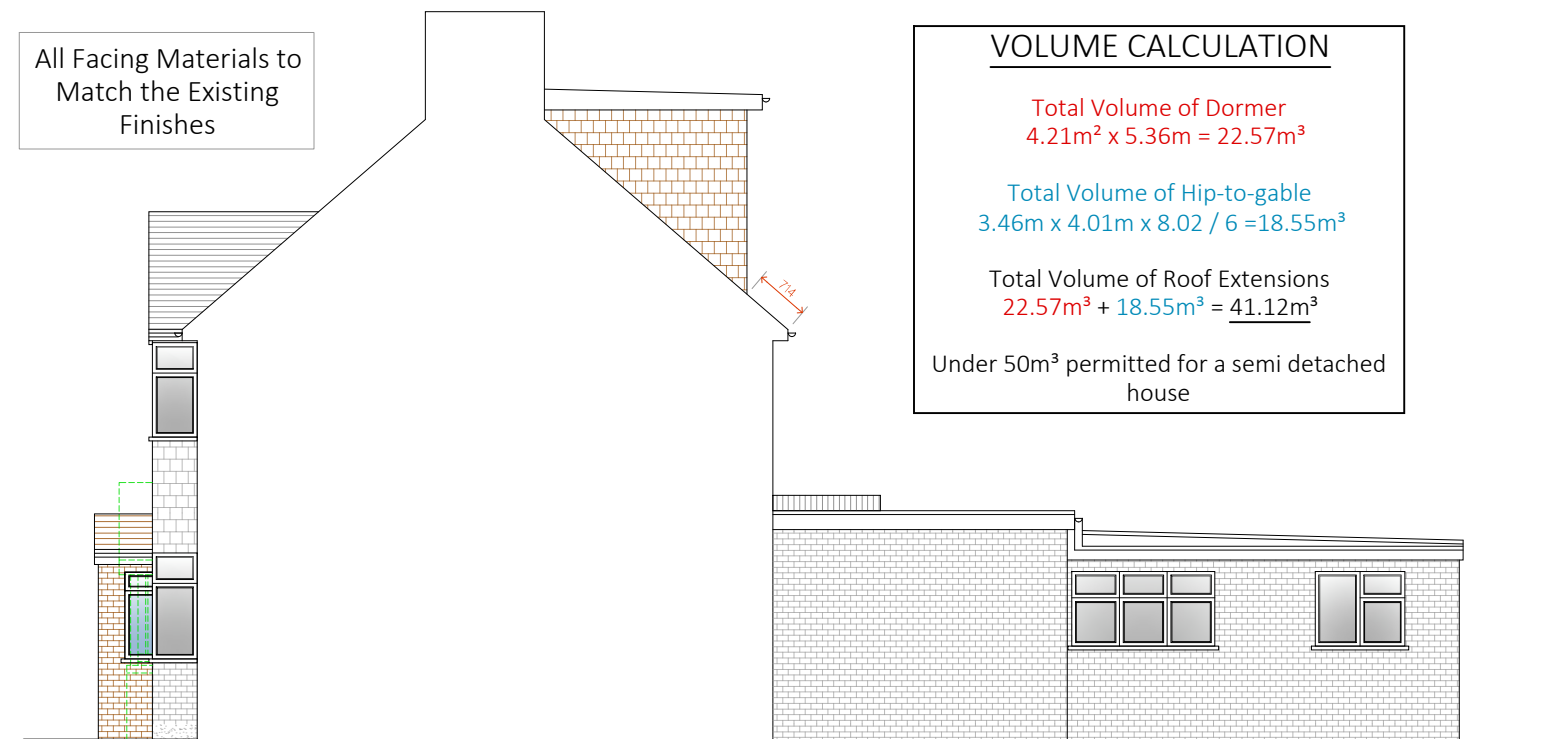 All Facing Materials to
Match the Existing
Finishes
VOLUME CALCULATION
Total Volume of Dormer
4.21m² x 5.36m = 22.57m³
Total Volume of Hip-to-gable
3.46m x 4.01m x 8.02 / 6 =18.55m³
Total Volume of Roof Extensions
22.57m³ + 18.55m³ = 41.12m³
Under 50m³ permitted for a semi detached
house
714